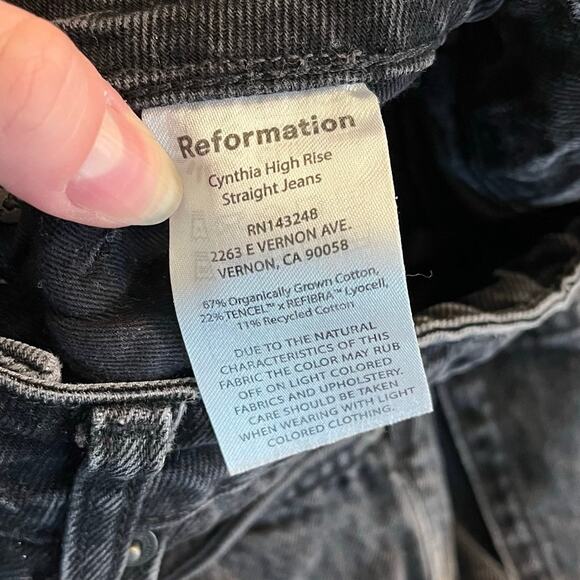 Reformation
Cynthia High Rise
Straight Jeans
RN143248
2263 E VERNON AVE.
VERNON, CA 90058
67% Organically Grown Cotton,
22% TENCEL™ x REFIBRA™ Lyocell,
11% Recycled Cotton
DUE TO THE NATURAL
CHARACTERISTICS OF THIS
FABRIC THE COLOR MAY RUB
OFF ON LIGHT COLORED
FABRICS AND UPHOLSTERY.
CARE SHOULD BE TAKEN
WHEN WEARING WITH LIGHT
COLORED CLOTHING.